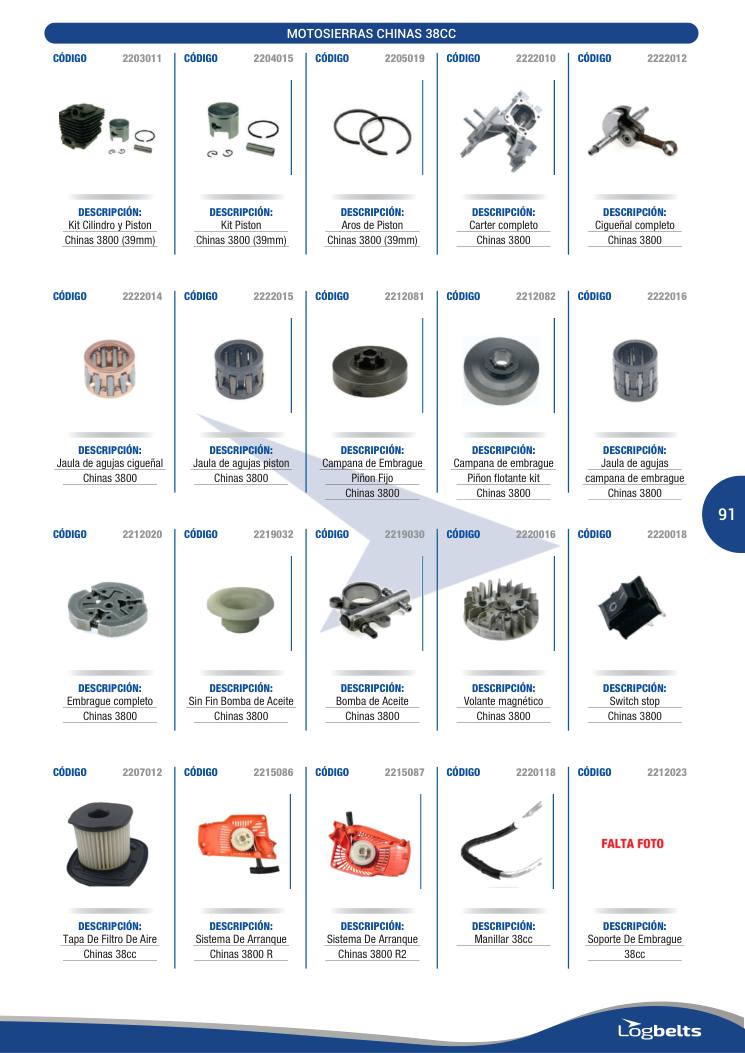 MOTOSIERRAS CHINAS 38CC
CÓDIGO 2203011
DESCRIPCIÓN:
Kit Cilindro y Piston
Chinas 3800 (39mm)
CÓDIGO 2204015
DESCRIPCIÓN:
Kit Piston
Chinas 3800 (39mm)
CÓDIGO 2205019
DESCRIPCIÓN:
Aros de Piston
Chinas 3800 (39mm)
CÓDIGO 2222010
DESCRIPCIÓN:
Carter completo
Chinas 3800
CÓDIGO 2222012
DESCRIPCIÓN:
Cigueñal completo
Chinas 3800
CÓDIGO 2222014
DESCRIPCIÓN:
Jaula de agujas cigueñal
Chinas 3800
CÓDIGO 2222015
DESCRIPCIÓN:
Jaula de agujas piston
Chinas 3800
CÓDIGO 2212081
DESCRIPCIÓN:
Campana de Embrague
Piñon Fijo
Chinas 3800
CÓDIGO 2212082
DESCRIPCIÓN:
Campana de embrague
Piñon flotante kit
Chinas 3800
CÓDIGO 2222016
DESCRIPCIÓN:
Jaula de agujas
campana de embrague
Chinas 3800
91
CÓDIGO 2212020
DESCRIPCIÓN:
Embrague completo
Chinas 3800
CÓDIGO 2219032
DESCRIPCIÓN:
Sin Fin Bomba de Aceite
Chinas 3800
CÓDIGO 2219030
DESCRIPCIÓN:
Bomba de Aceite
Chinas 3800
CÓDIGO 2220016
DESCRIPCIÓN:
Volante magnético
Chinas 3800
CÓDIGO 2220018
DESCRIPCIÓN:
Switch stop
Chinas 3800
CÓDIGO 2207012
DESCRIPCIÓN:
Tapa De Filtro De Aire
Chinas 38cc
CÓDIGO 2215086
DESCRIPCIÓN:
Sistema De Arranque
Chinas 3800 R
CÓDIGO 2215087
DESCRIPCIÓN:
Sistema De Arranque
Chinas 3800 R2
CÓDIGO 2220118
DESCRIPCIÓN:
Manillar 38cc
CÓDIGO 2212023
FALTA FOTO
DESCRIPCIÓN:
Soporte De Embrague
38cc
Logbelts